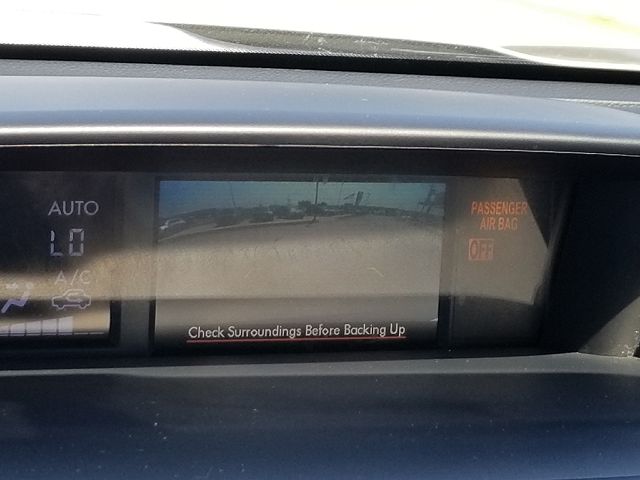 AUTO
LO
A/C
Check Surroundings Before Backing Up
PASSENGER
AIR BAG
OFF